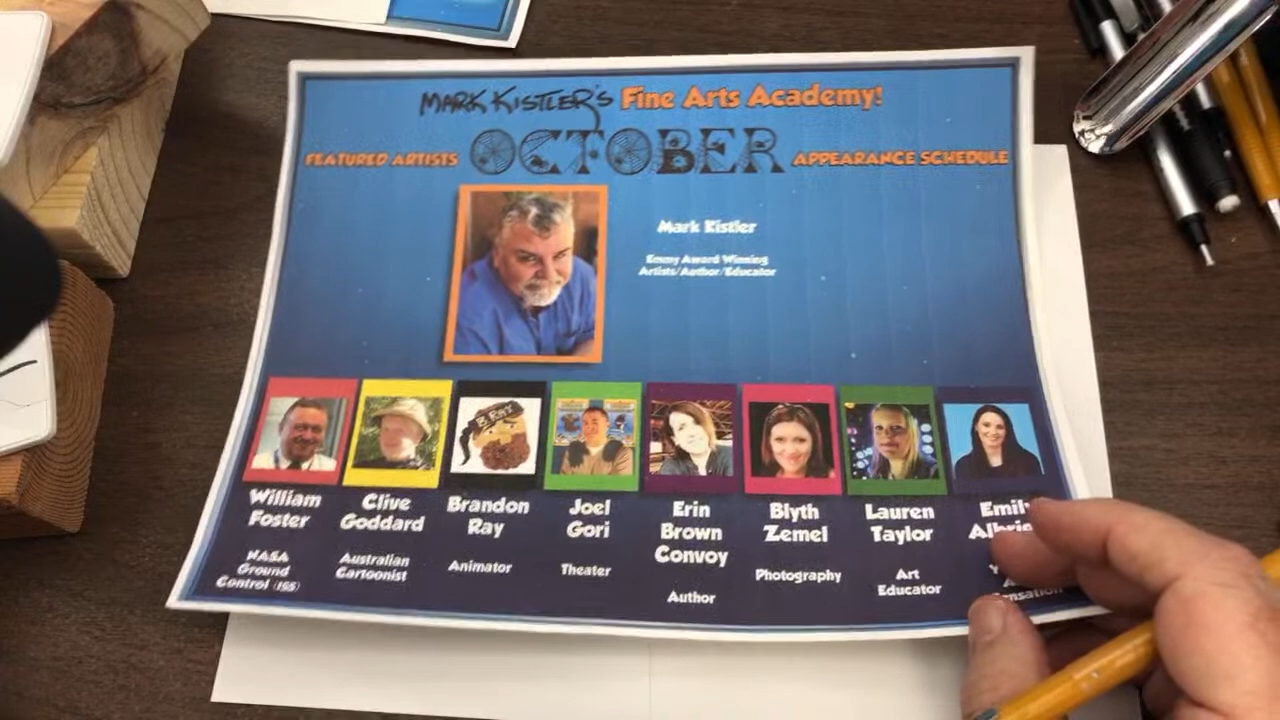 MARK KISTLER'S Fine Arts Academy!
FEATURED ARTISTS OCTOBER APPEARANCE SCHEDULE
Mark Kistler
Emmy Award Winning
Artists/Author/Educator
B RAY
William
Foster
NASA
Ground
Control (ISS)
Clive
Goddard
Australian
Cartoonist
Brandon
Ray
Animator
Joel
Gori
Theater
Erin
Brown
Convoy
Author
Blyth
Zemel
Photography
Lauren
Taylor
Art
Educator
Emily